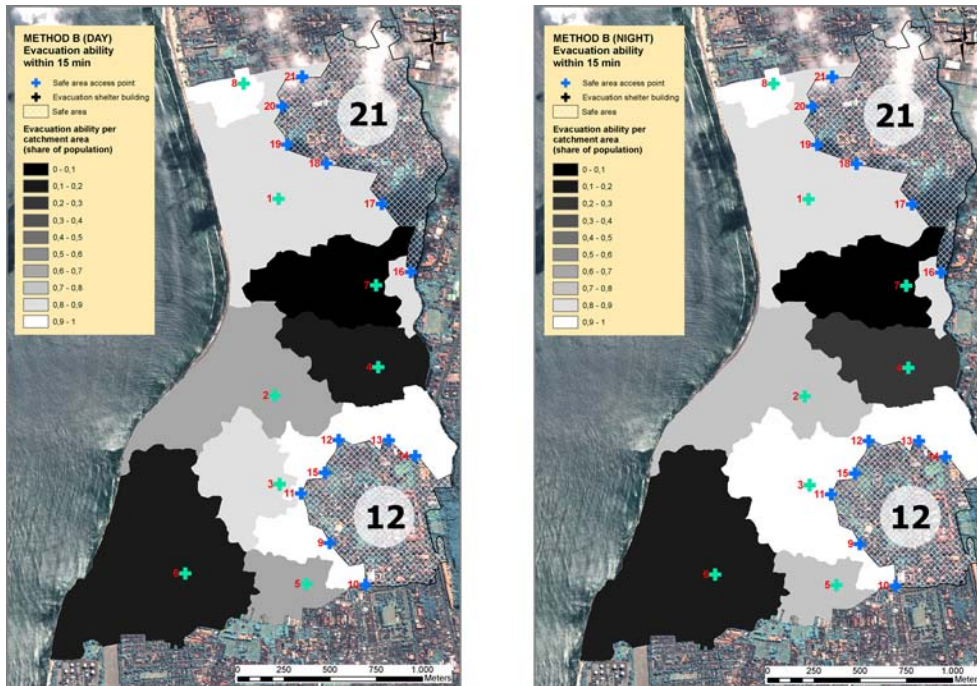 METHOD B (DAY)
Evacuation ability
within 15 min
Safe area access point
Evacuation shelter building
Safe area
Evacuation ability per
catchment area
(share of population)
0 - 0,1
0,1 - 0,2
0,2 - 0,3
0,3 - 0,4
0,4 - 0,5
0,5 - 0,6
0,6 - 0,7
0,7 - 0,8
0,8 - 0,9
0,9 - 1
8
21
20
21
19
18
1
17
16
7
4
2
12
13
14
15
3
11
12
9
6
5
10
0 250 500 750 1.000
Meters
METHOD B (NIGHT)
Evacuation ability
within 15 min
Safe area access point
Evacuation shelter building
Safe area
Evacuation ability per
catchment area
(share of population)
0 - 0,1
0,1 - 0,2
0,2 - 0,3
0,3 - 0,4
0,4 - 0,5
0,5 - 0,6
0,6 - 0,7
0,7 - 0,8
0,8 - 0,9
0,9 - 1
8
21
20
21
19
18
1
17
16
7
4
2
12
13
14
15
3
11
12
9
6
5
10
0 250 500 750 1.000
Meters